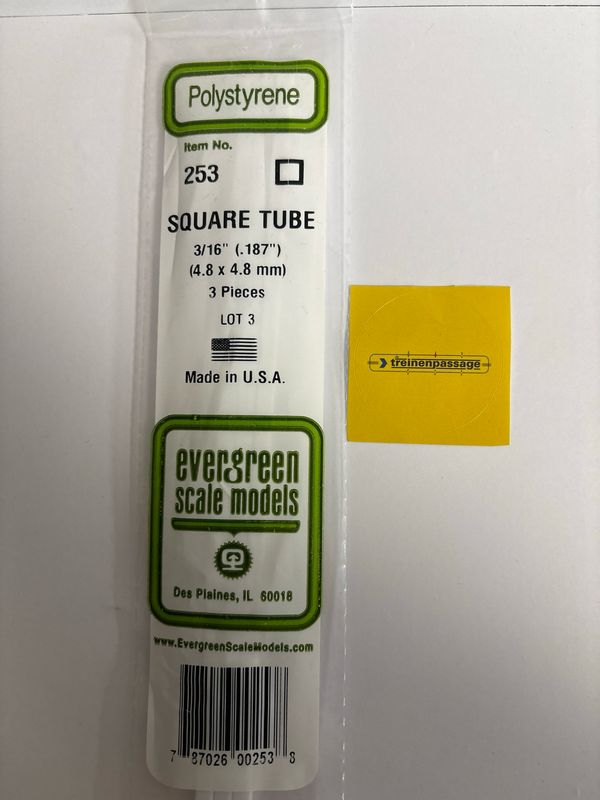 Polystyrene
Item No.
253
SQUARE TUBE
3/16" (.187")
(4.8 x 4.8 mm)
3 Pieces
LOT 3
Made in U.S.A.
evergreen
scale models
Des Plaines, IL 60018
www.EvergreenScaleModels.com
7 87026 00253 8
treinenpassage